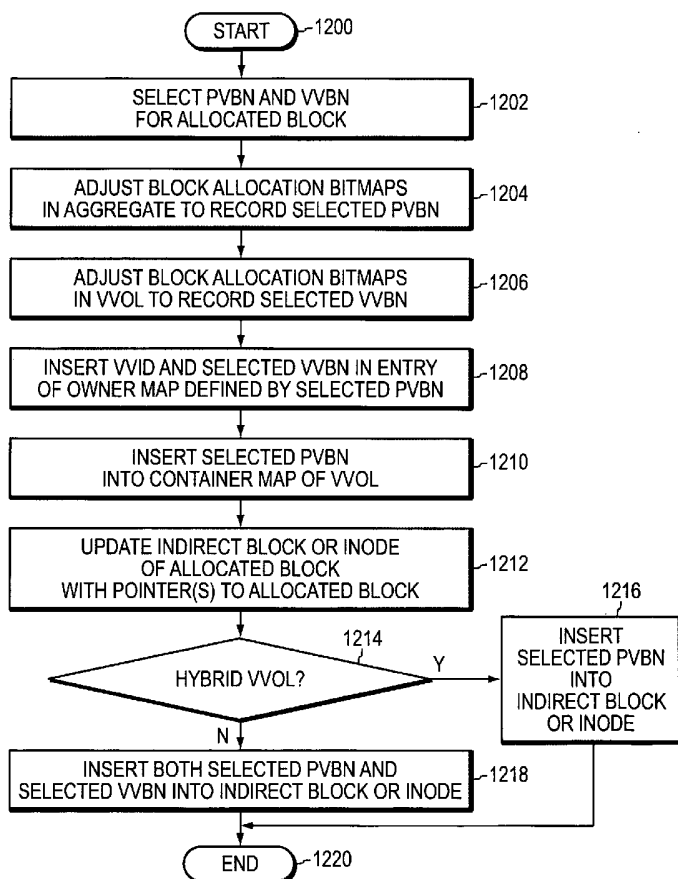 START
1200
SELECT PVBN AND VVBN
FOR ALLOCATED BLOCK
1202
ADJUST BLOCK ALLOCATION BITMAPS
IN AGGREGATE TO RECORD SELECTED PVBN
1204
ADJUST BLOCK ALLOCATION BITMAPS
IN VVOL TO RECORD SELECTED VVBN
1206
INSERT VVID AND SELECTED VVBN IN ENTRY
OF OWNER MAP DEFINED BY SELECTED PVBN
1208
INSERT SELECTED PVBN
INTO CONTAINER MAP OF VVOL
1210
UPDATE INDIRECT BLOCK OR INODE
OF ALLOCATED BLOCK
WITH POINTER(S) TO ALLOCATED BLOCK
1212
HYBRID VVOL?
1214
Y
1216
INSERT
SELECTED PVBN
INTO
INDIRECT BLOCK
OR INODE
N
INSERT BOTH SELECTED PVBN AND
SELECTED VVBN INTO INDIRECT BLOCK OR INODE
1218
END
1220